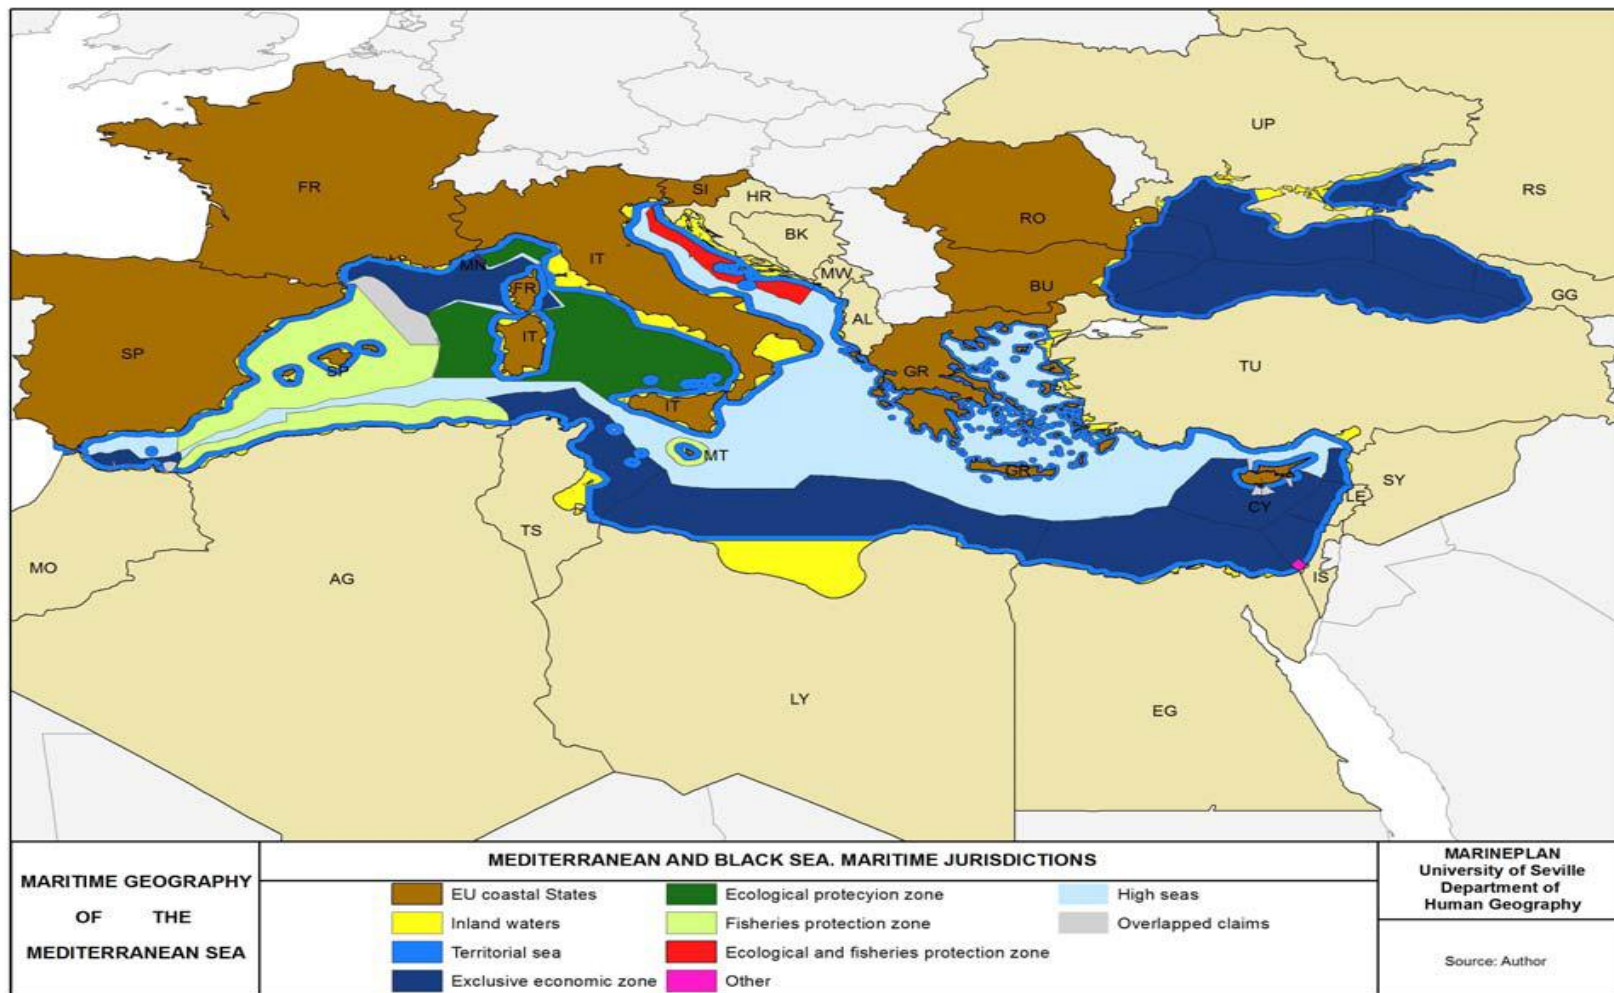 UP
FR
SI
HR
RS
RO
BK
MN
IT
MW
BU
FR
GG
AL
SP
IT
TU
SP
GR
IT
MT
GR
SY
LE
CY
TS
MO
AG
IS
LY
EG
MARITIME GEOGRAPHY
OF THE
MEDITERRANEAN SEA
MEDITERRANEAN AND BLACK SEA. MARITIME JURISDICTIONS
EU coastal States
Inland waters
Territorial sea
Exclusive economic zone
Ecological protecyion zone
Fisheries protection zone
Ecological and fisheries protection zone
Other
High seas
Overlapped claims
MARINEPLAN
University of Seville
Department of
Human Geography
Source: Author